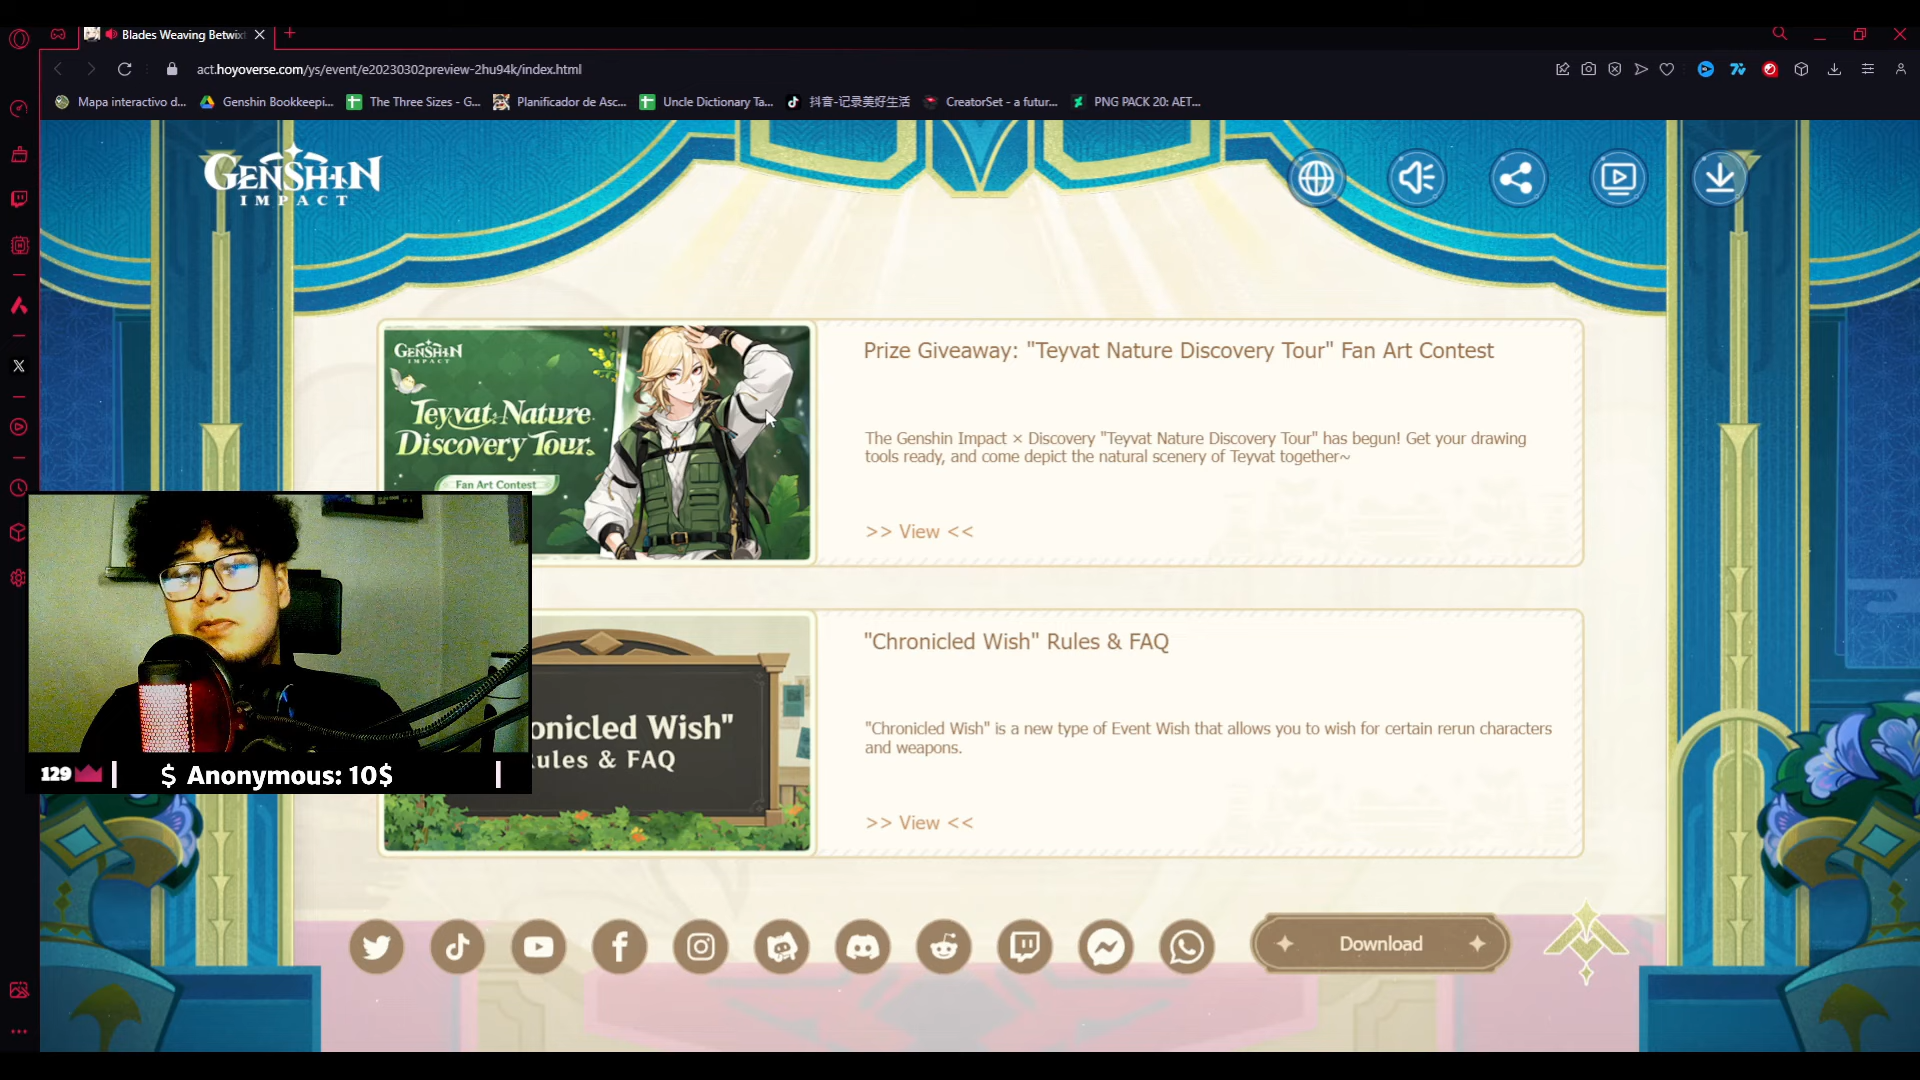 Blades Weaving Betwixt
act.hoyoverse.com/ys/event/e20230302preview-2hu94k/index.html
Mapa interactivo d...
Genshin Bookkeepi...
The Three Sizes - G...
Planificador de Asc...
Uncle Dictionary Ta...
抖音-记录美好生活
CreatorSet - a futur...
PNG PACK 20: AET...
GENSHIN
IMPACT
GENSHIN
IMPACT
Teyvat Nature
Discovery Tour
Fan Art Contest
Prize Giveaway: "Teyvat Nature Discovery Tour" Fan Art Contest
The Genshin Impact × Discovery "Teyvat Nature Discovery Tour" has begun! Get your drawing
tools ready, and come depict the natural scenery of Teyvat together~
>> View <<
onicled Wish"
ules & FAQ
"Chronicled Wish" Rules & FAQ
"Chronicled Wish" is a new type of Event Wish that allows you to wish for certain rerun characters
and weapons.
>> View <<
129
$ Anonymous: 10$
Download